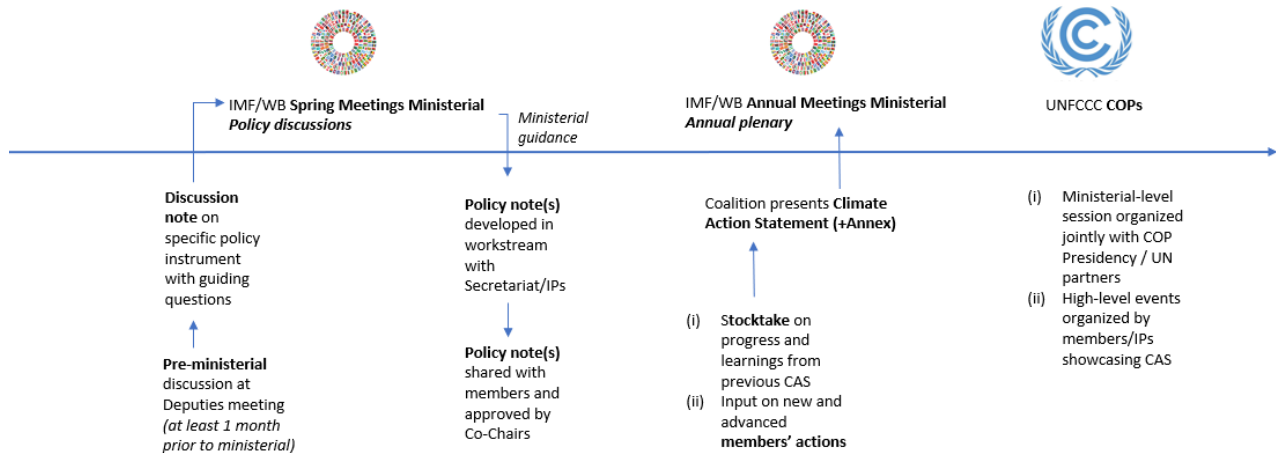 IMF/WB Spring Meetings Ministerial
Policy discussions
Ministerial
guidance
IMF/WB Annual Meetings Ministerial
Annual plenary
UNFCCC COPs
Discussion
note on
specific policy
instrument
with guiding
questions
Pre-ministerial
discussion at
Deputies meeting
(at least 1 month
prior to ministerial)
Policy note(s)
developed in
workstream
with
Secretariat/IPs
Policy note(s)
shared with
members and
approved by
Co-Chairs
Coalition presents Climate
Action Statement (+Annex)
(i) Stocktake on
progress and
learnings from
previous CAS
(ii) Input on new and
advanced
members' actions
(i) Ministerial-level
session organized
jointly with COP
Presidency / UN
partners
(ii) High-level events
organized by
members/IPs
showcasing CAS